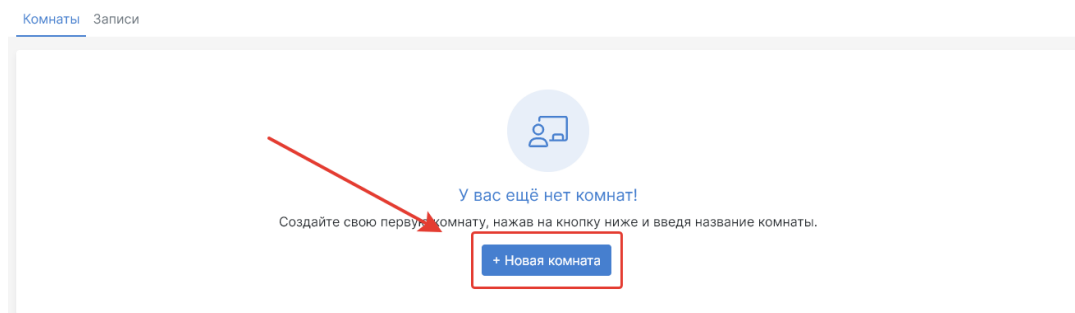 Комнаты Записи
У вас ещё нет комнат!
Создайте свою первую комнату, нажав на кнопку ниже и введя название комнаты.
+ Новая комната